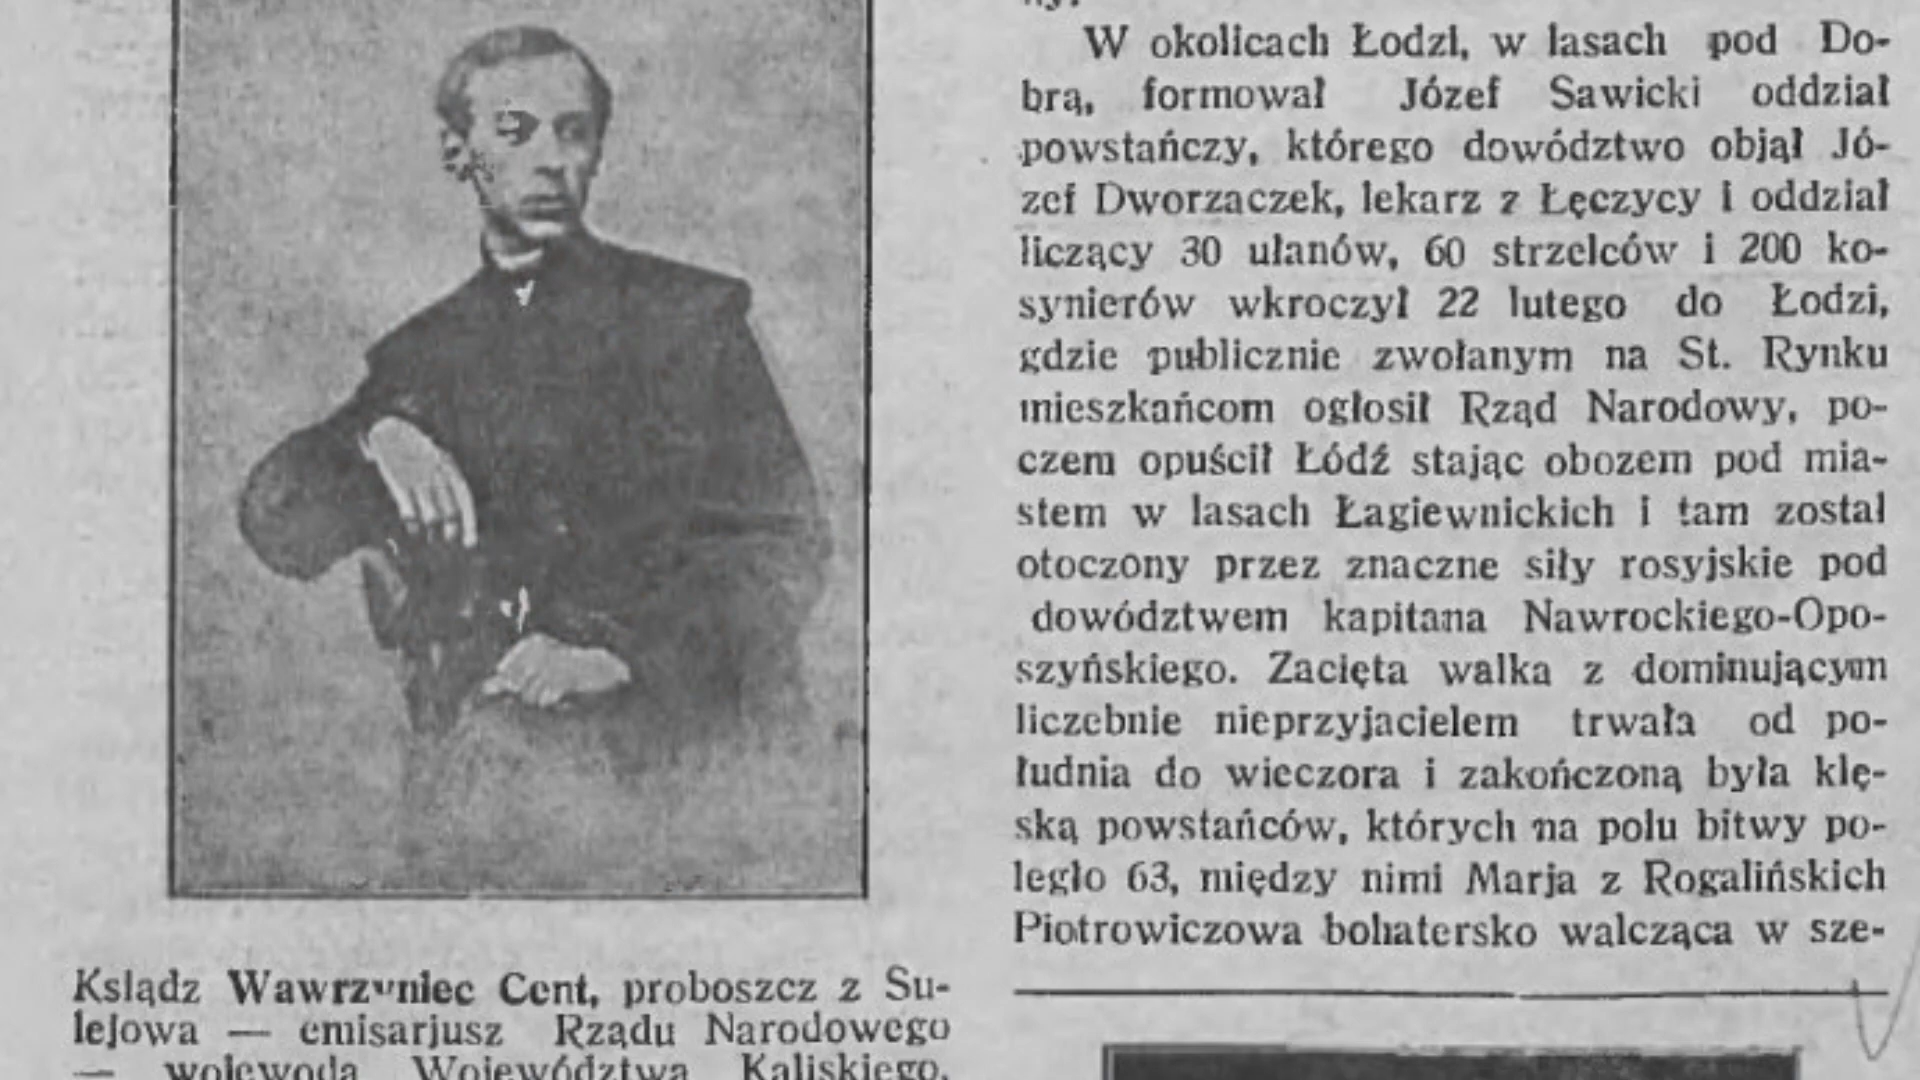 Ksiądz Wawrzyniec Cent, proboszcz z Su-
lejowa — emisarjusz Rządu Narodowego
— wojewoda Województwa Kaliskiego.
W okolicach Łodzi, w lasach pod Do-
brą, formował Józef Sawicki oddział
powstańczy, którego dowództwo objął Jó-
zef Dworzaczek, lekarz z Łęczycy i oddział
liczący 30 ułanów, 60 strzelców i 200 ko-
synierów wkroczył 22 lutego do Łodzi,
gdzie publicznie zwołanym na St. Rynku
mieszkańcom ogłosił Rząd Narodowy, po-
czem opuścił Łódź stając obozem pod mia-
stem w lasach Łagiewnickich i tam został
otoczony przez znaczne siły rosyjskie pod
dowództwem kapitana Nawrockiego-Opo-
szyńskiego. Zacięta walka z dominującym
liczebnie nieprzyjacielem trwała od po-
łudnia do wieczora i zakończoną była klę-
ską powstańców, których na polu bitwy po-
legło 63, między nimi Marja z Rogalińskich
Piotrowiczowa bohatersko walcząca w sze-